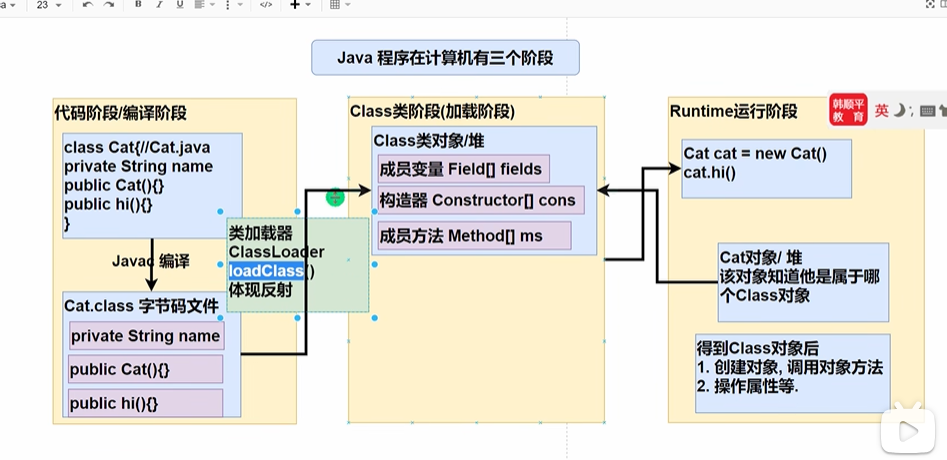 23
B
I
U
Java 程序在计算机有三个阶段
代码阶段/编译阶段
class Cat{//Cat.java
private String name
public Cat(){}
public hi(){}
}
Javac 编译
Cat.class 字节码文件
private String name
public Cat(){}
public hi(){}
类加载器
ClassLoader
loadClass()
体现反射
Class类阶段(加载阶段)
Class类对象/堆
成员变量 Field[] fields
构造器 Constructor[] cons
成员方法 Method[] ms
Runtime运行阶段
韩顺平
教 育
英
Cat cat = new Cat()
cat.hi()
Cat对象/ 堆
该对象知道他是属于哪
个Class对象
得到Class对象后
1. 创建对象, 调用对象方法
2. 操作属性等.